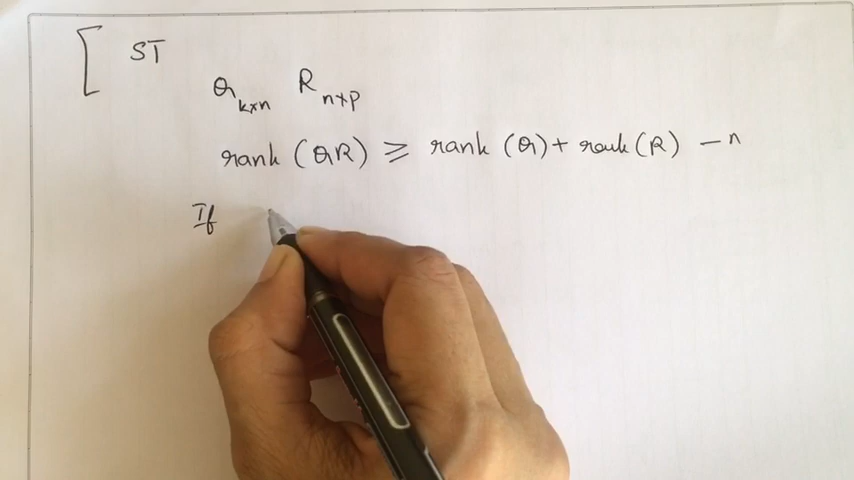 [ ST
Q k×n R n×p
rank (QR) ≥ rank (Q) + rank (R) - n
If